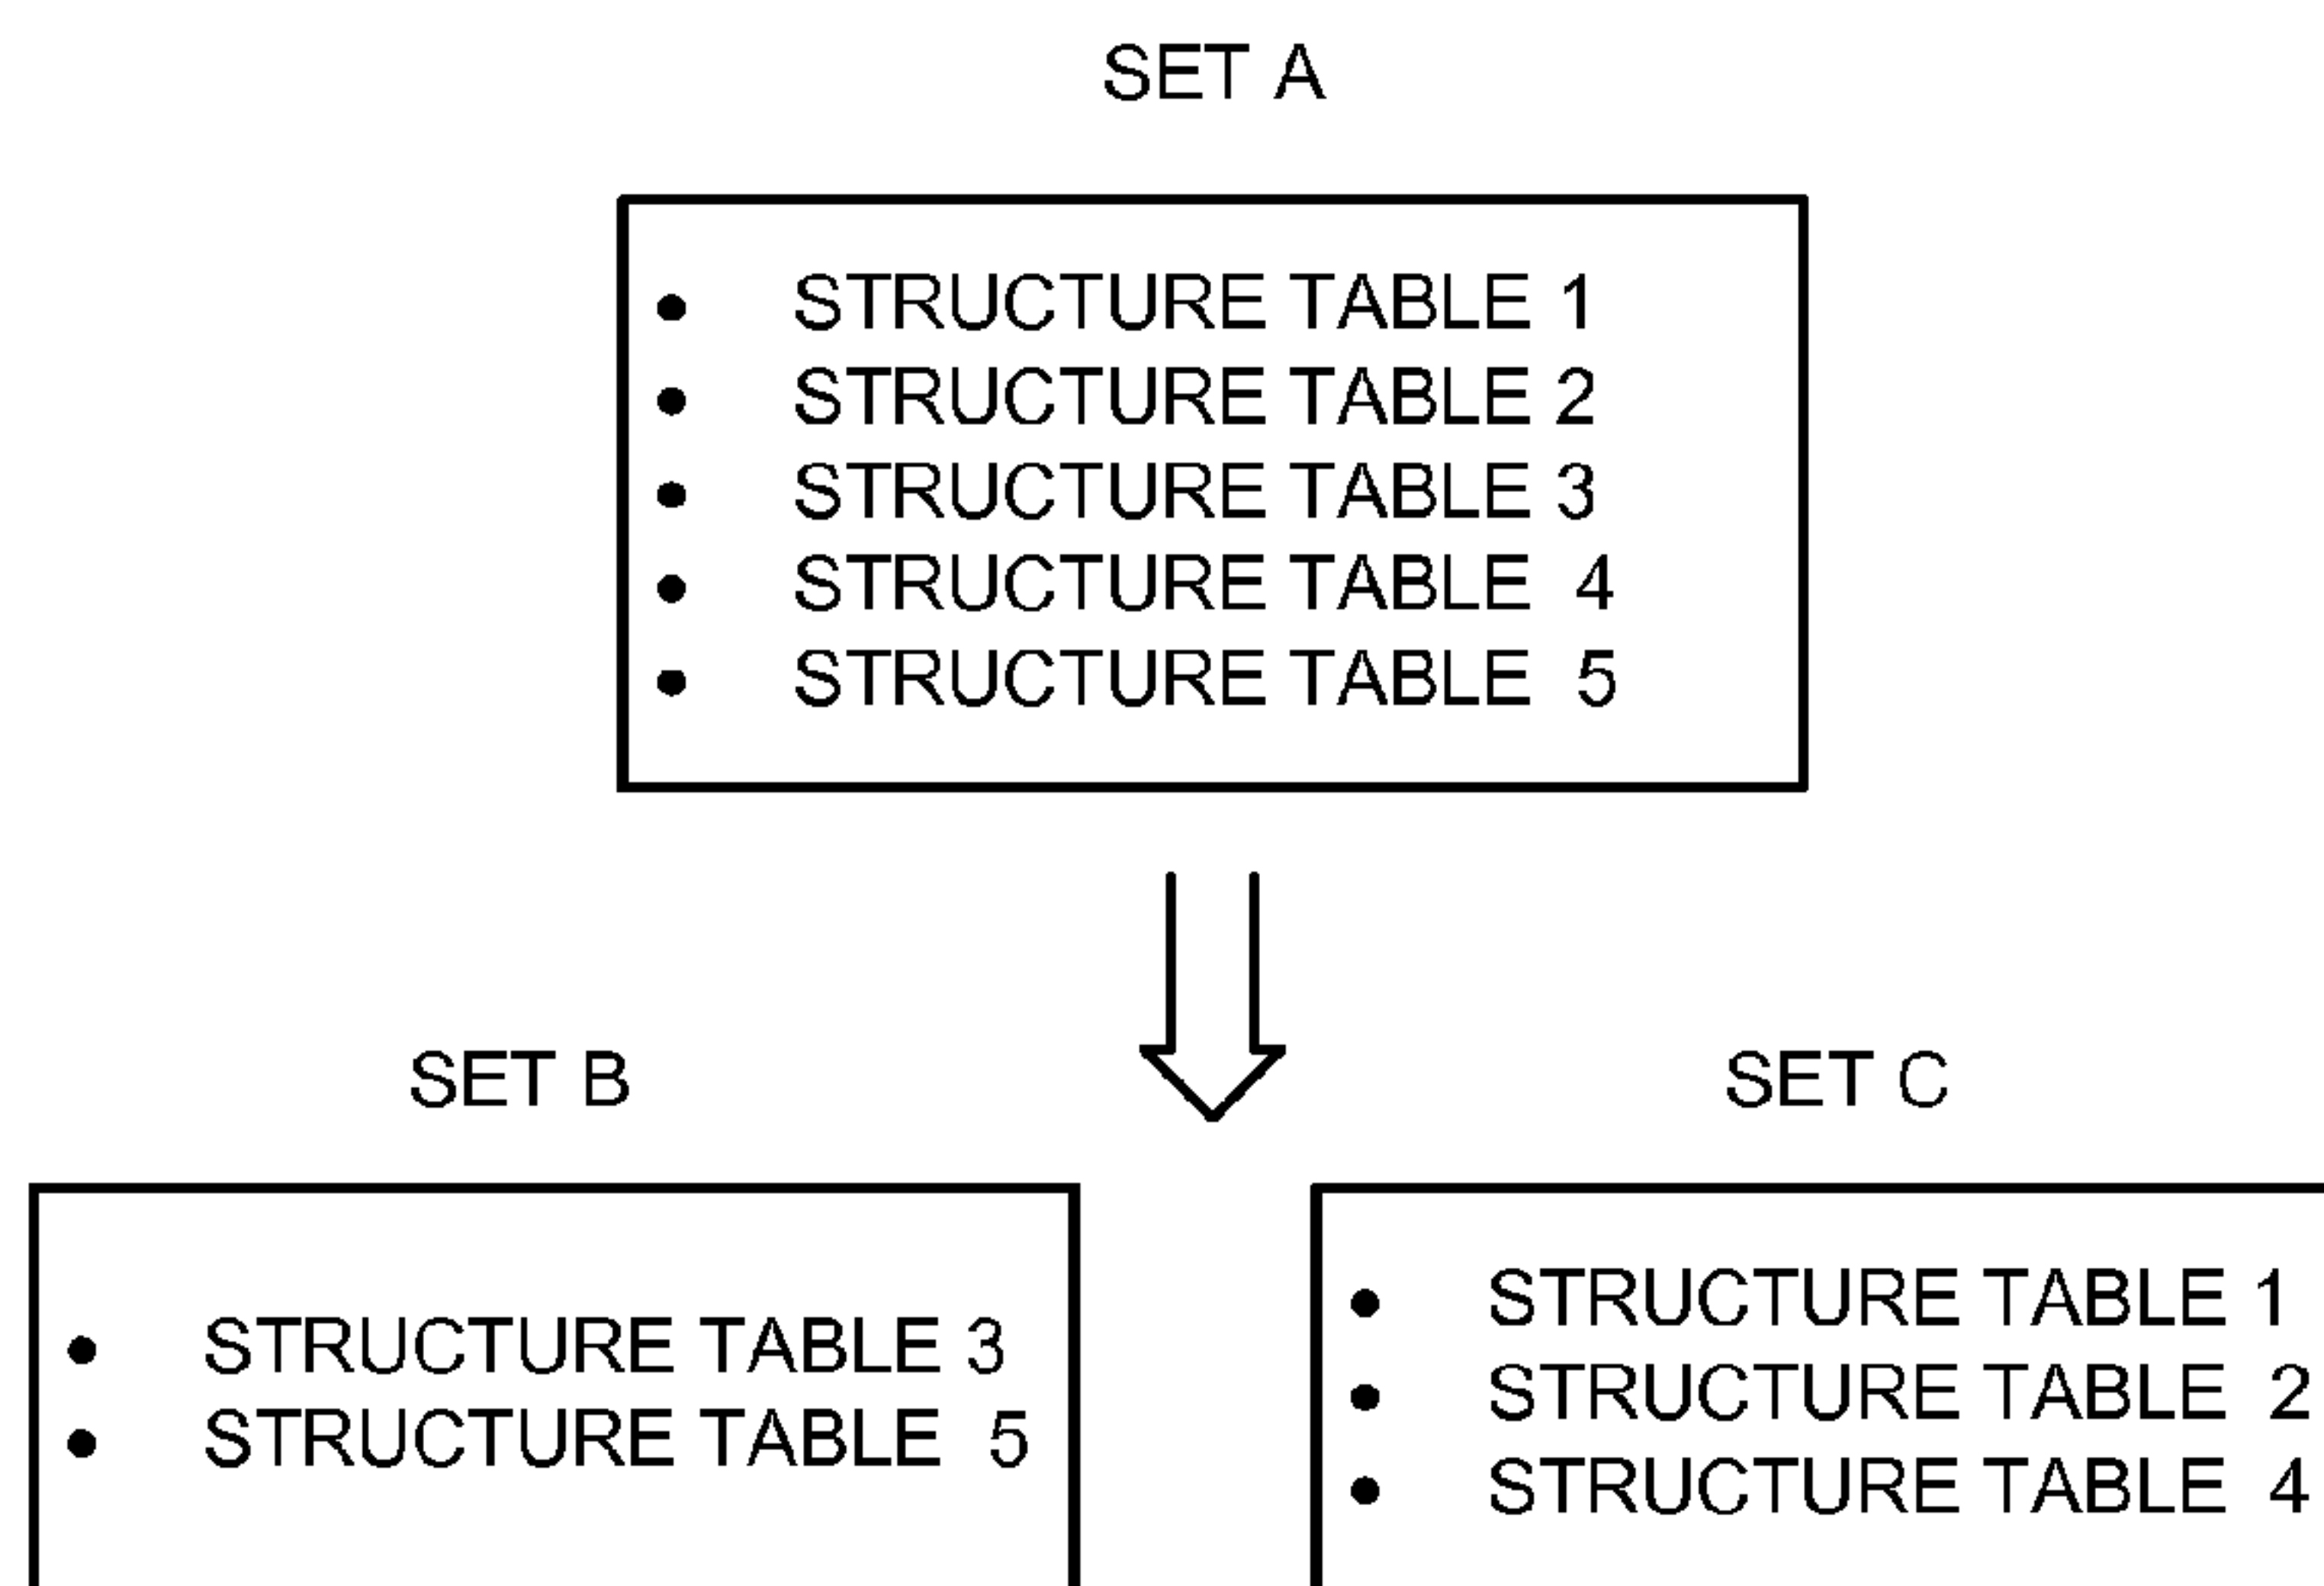 SET A
• STRUCTURE TABLE 1
• STRUCTURE TABLE 2
• STRUCTURE TABLE 3
• STRUCTURE TABLE 4
• STRUCTURE TABLE 5
SET B
• STRUCTURE TABLE 3
• STRUCTURE TABLE 5
SET C
• STRUCTURE TABLE 1
• STRUCTURE TABLE 2
• STRUCTURE TABLE 4